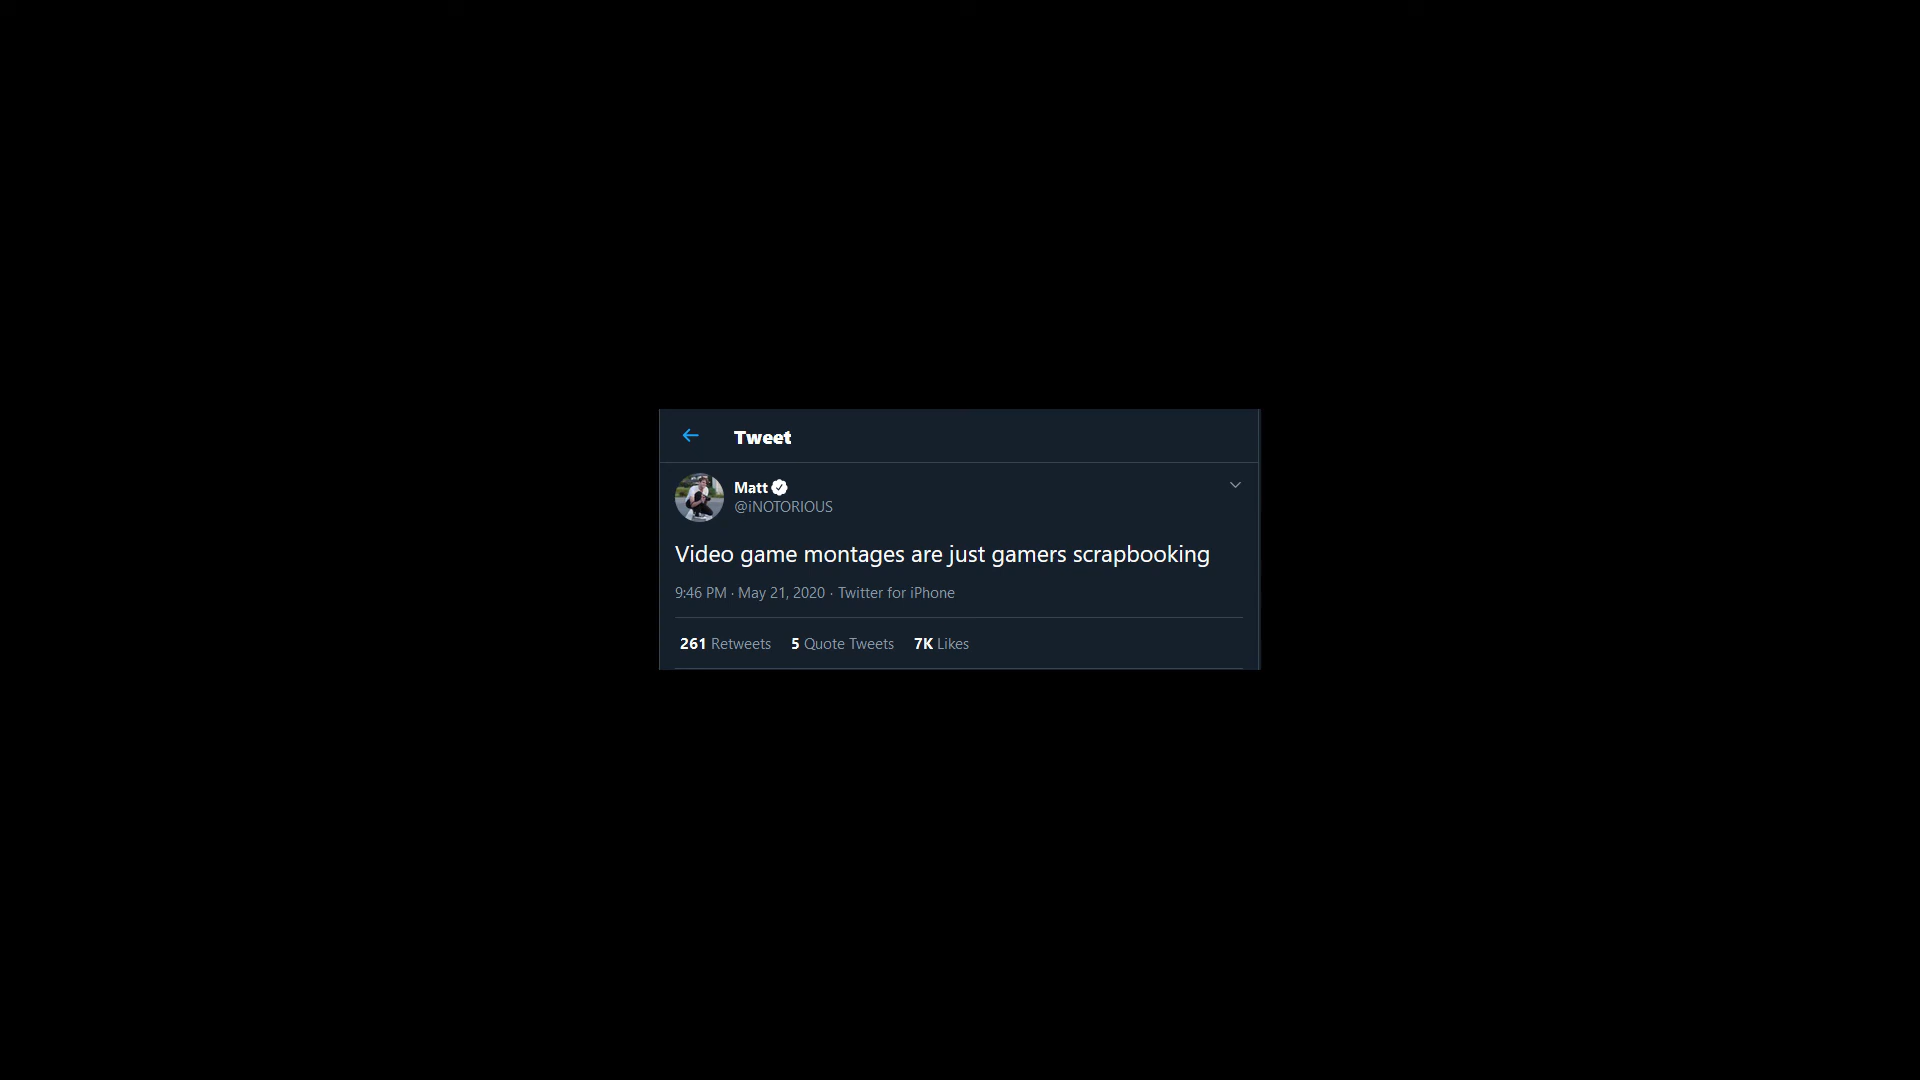 Tweet
Matt
@iNOTORIOUS
Video game montages are just gamers scrapbooking
9:46 PM · May 21, 2020 · Twitter for iPhone
261 Retweets 5 Quote Tweets 7K Likes